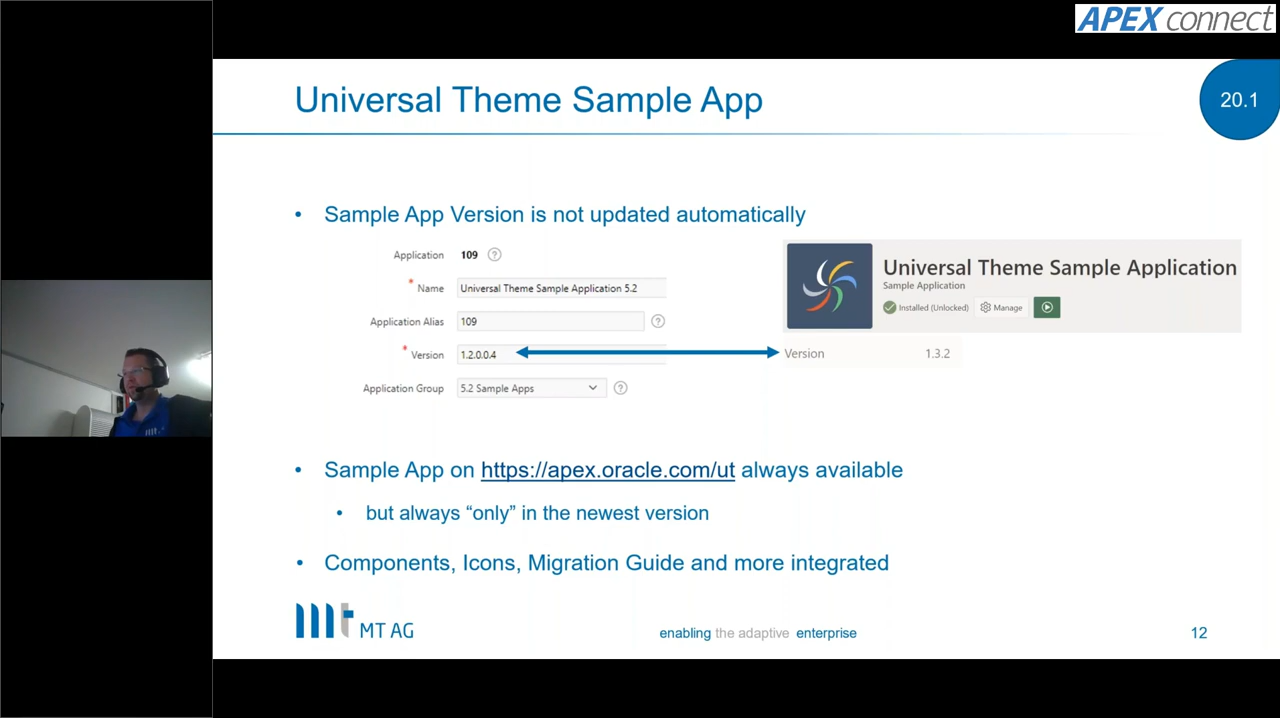 APEX connect
Universal Theme Sample App
20.1
• Sample App Version is not updated automatically
Application 109 ?
* Name Universal Theme Sample Application 5.2
Application Alias 109 ?
* Version 1.2.0.0.4
Application Group 5.2 Sample Apps ?
Universal Theme Sample Application
Sample Application
Installed (Unlocked) Manage
Version 1.3.2
• Sample App on https://apex.oracle.com/ut always available
• but always “only” in the newest version
• Components, Icons, Migration Guide and more integrated
mt MT AG
enabling the adaptive enterprise
12